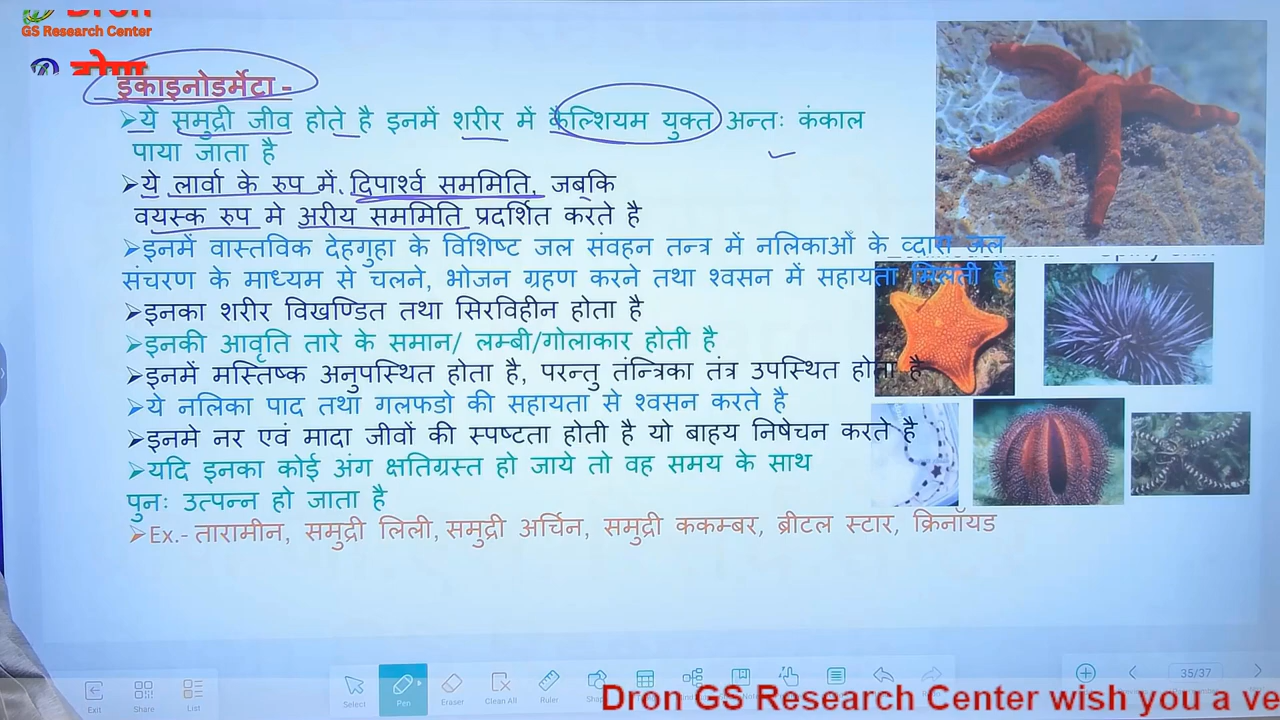 Dron
GS Research Center
द्रोण
इकाइनोडर्मेटा -
➢ये समुद्री जीव होते है इनमें शरीर में कैल्शियम युक्त अन्तः कंकाल
पाया जाता है
➢ये लार्वा के रुप में द्विपार्श्व सममिति, जबकि
वयस्क रुप मे अरीय सममिति प्रदर्शित करते है
➢इनमें वास्तविक देहगुहा के विशिष्ट जल संवहन तन्त्र में नलिकाओँ के व्दारा जल
संचरण के माध्यम से चलने, भोजन ग्रहण करने तथा श्वसन में सहायता मिलती है
➢इनका शरीर विखण्डित तथा सिरविहीन होता है
➢इनकी आवृति तारे के समान/ लम्बी/गोलाकार होती है
➢इनमें मस्तिष्क अनुपस्थित होता है, परन्तु तंन्त्रिका तंत्र उपस्थित होता है
➢ये नलिका पाद तथा गलफडो की सहायता से श्वसन करते है
➢इनमे नर एवं मादा जीवों की स्पष्टता होती है यो बाहय निषेचन करते है
➢यदि इनका कोई अंग क्षतिग्रस्त हो जाये तो वह समय के साथ
पुनः उत्पन्न हो जाता है
➢Ex.- तारामीन, समुद्री लिली, समुद्री अर्चिन, समुद्री ककम्बर, ब्रीटल स्टार, क्रिनॉयड
35/37
Exit Share List Select Pen Eraser Clean All Ruler
Dron GS Research Center wish you a ve